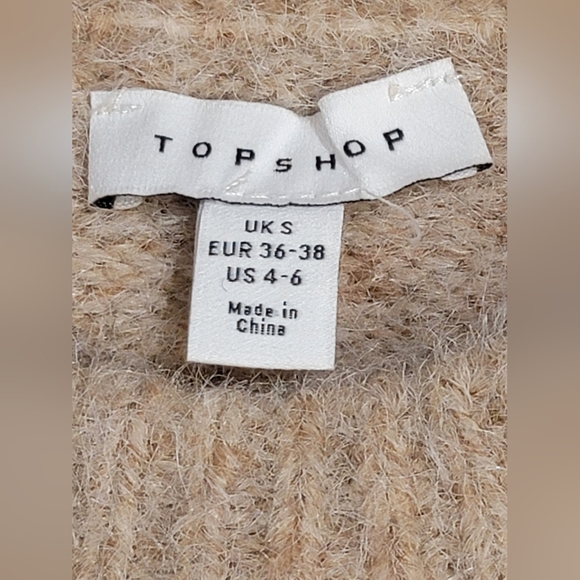 TOPSHOP
UK S
EUR 36-38
US 4-6
Made in
China